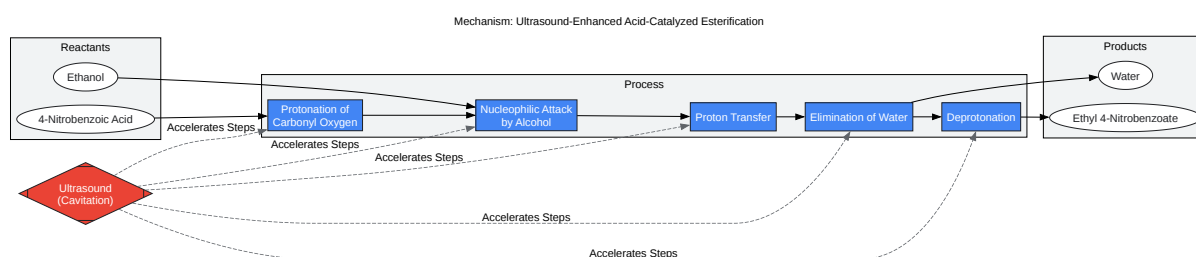 Mechanism: Ultrasound-Enhanced Acid-Catalyzed Esterification
Reactants
Ethanol
4-Nitrobenzoic Acid
Process
Protonation of
Carbonyl Oxygen
Nucleophilic Attack
by Alcohol
Proton Transfer
Elimination of Water
Deprotonation
Products
Water
Ethyl 4-Nitrobenzoate
Ultrasound
(Cavitation)
Accelerates Steps
Accelerates Steps
Accelerates Steps
Accelerates Steps
Accelerates Steps